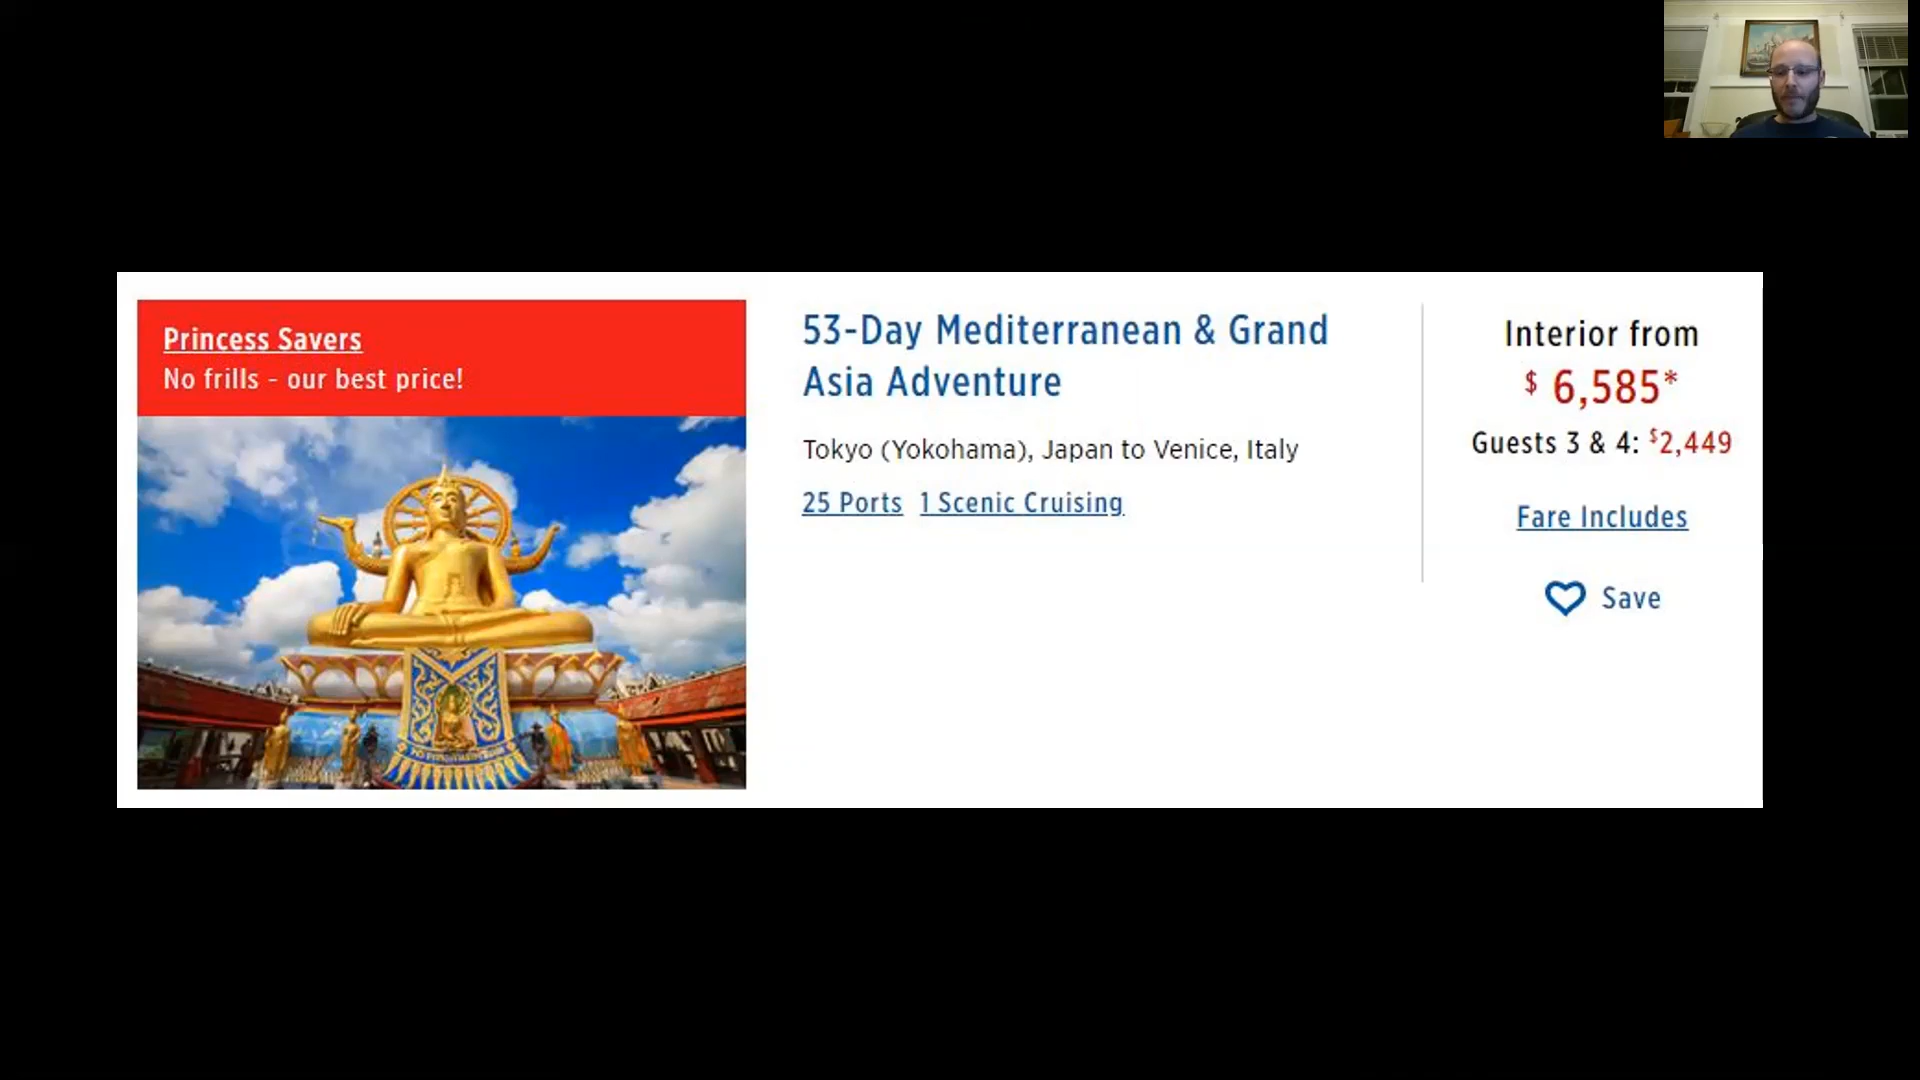 Princess Savers
No frills - our best price!
53-Day Mediterranean & Grand
Asia Adventure
Tokyo (Yokohama), Japan to Venice, Italy
25 Ports 1 Scenic Cruising
Interior from
$ 6,585*
Guests 3 & 4: $2,449
Fare Includes
Save